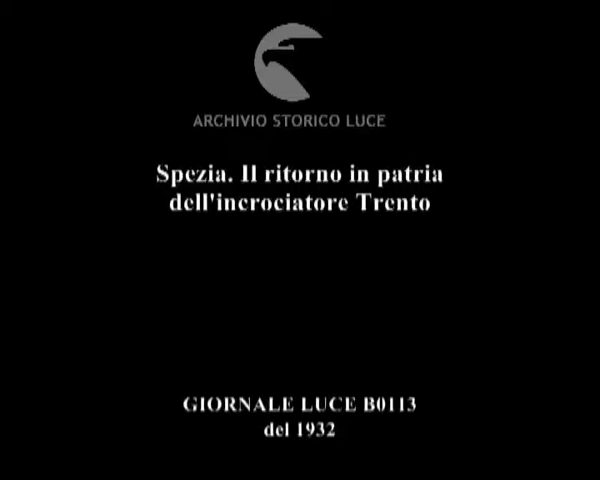 ARCHIVIO STORICO LUCE
Spezia. Il ritorno in patria
dell'incrociatore Trento
GIORNALE LUCE B0113
del 1932